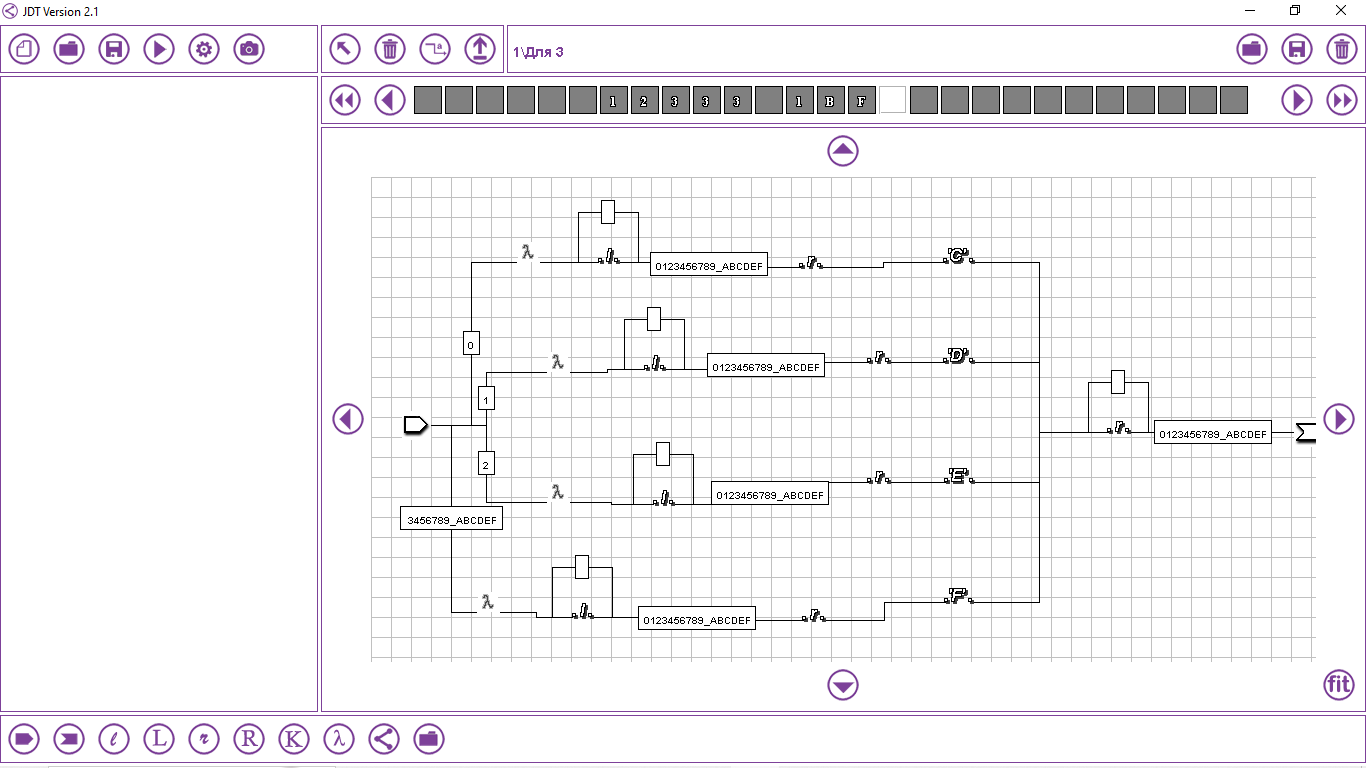 JDT Version 2.1
a
1\Для 3
1 2 3 3 3 1 B F
λ
.l.
0123456789_ABCDEF
.r.
"C"
0
λ
.l.
0123456789_ABCDEF
.r.
"D"
1
.r.
0123456789_ABCDEF
Σ
2
λ
.l.
0123456789_ABCDEF
.r.
"E"
3456789_ABCDEF
λ
.l.
0123456789_ABCDEF
.r.
"F"
fit
l L r R K λ